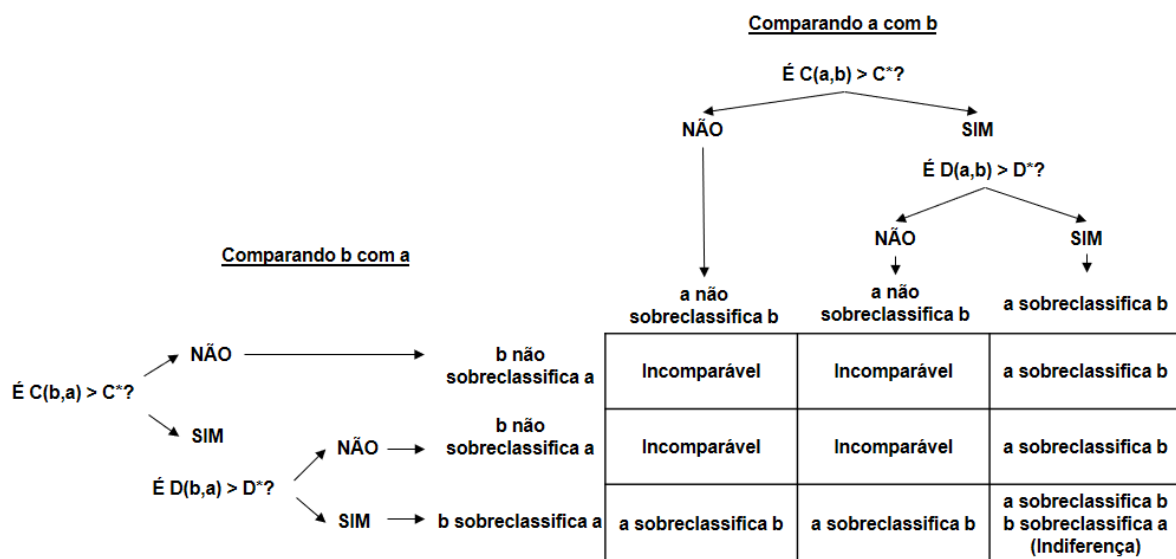 Comparando a com b
É C(a,b) > C*?
NÃO
SIM
É D(a,b) > D*?
NÃO
SIM
a não
sobreclassifica b
a não
sobreclassifica b
a sobreclassifica b
Comparando b com a
É C(b,a) > C*?
NÃO
SIM
É D(b,a) > D*?
NÃO
SIM
b não
sobreclassifica a
Incomparável
Incomparável
a sobreclassifica b
b não
sobreclassifica a
Incomparável
Incomparável
a sobreclassifica b
b sobreclassifica a
a sobreclassifica b
a sobreclassifica b
a sobreclassifica b
b sobreclassifica a
(Indiferença)